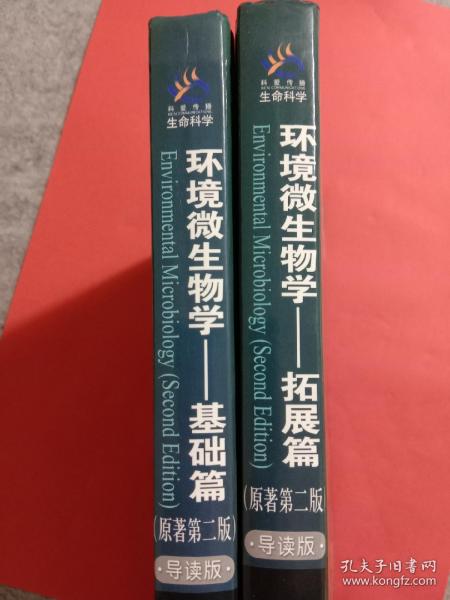 科爱传播
生命科学
环境微生物学——基础篇
Environmental Microbiology (Second Edition)
(原著第二版)
·导读版·
科爱传播
生命科学
环境微生物学——拓展篇
Environmental Microbiology (Second Edition)
(原著第二版)
·导读版·
孔夫子旧书网
www.kongfz.com